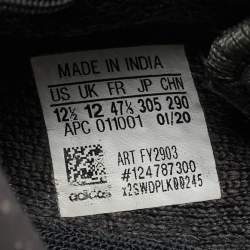 MADE IN INDIA
US UK FR JP CHN
12½ 12 47⅓ 305 290
APC 011001 01/20
ART FY2903
#124787300
x2SWDPLK00245
adidas